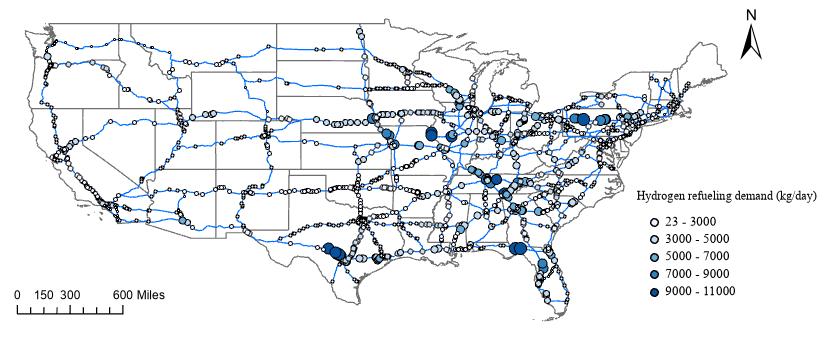 N
Hydrogen refueling demand (kg/day)
23 - 3000
3000 - 5000
5000 - 7000
7000 - 9000
9000 - 11000
0 150 300 600 Miles